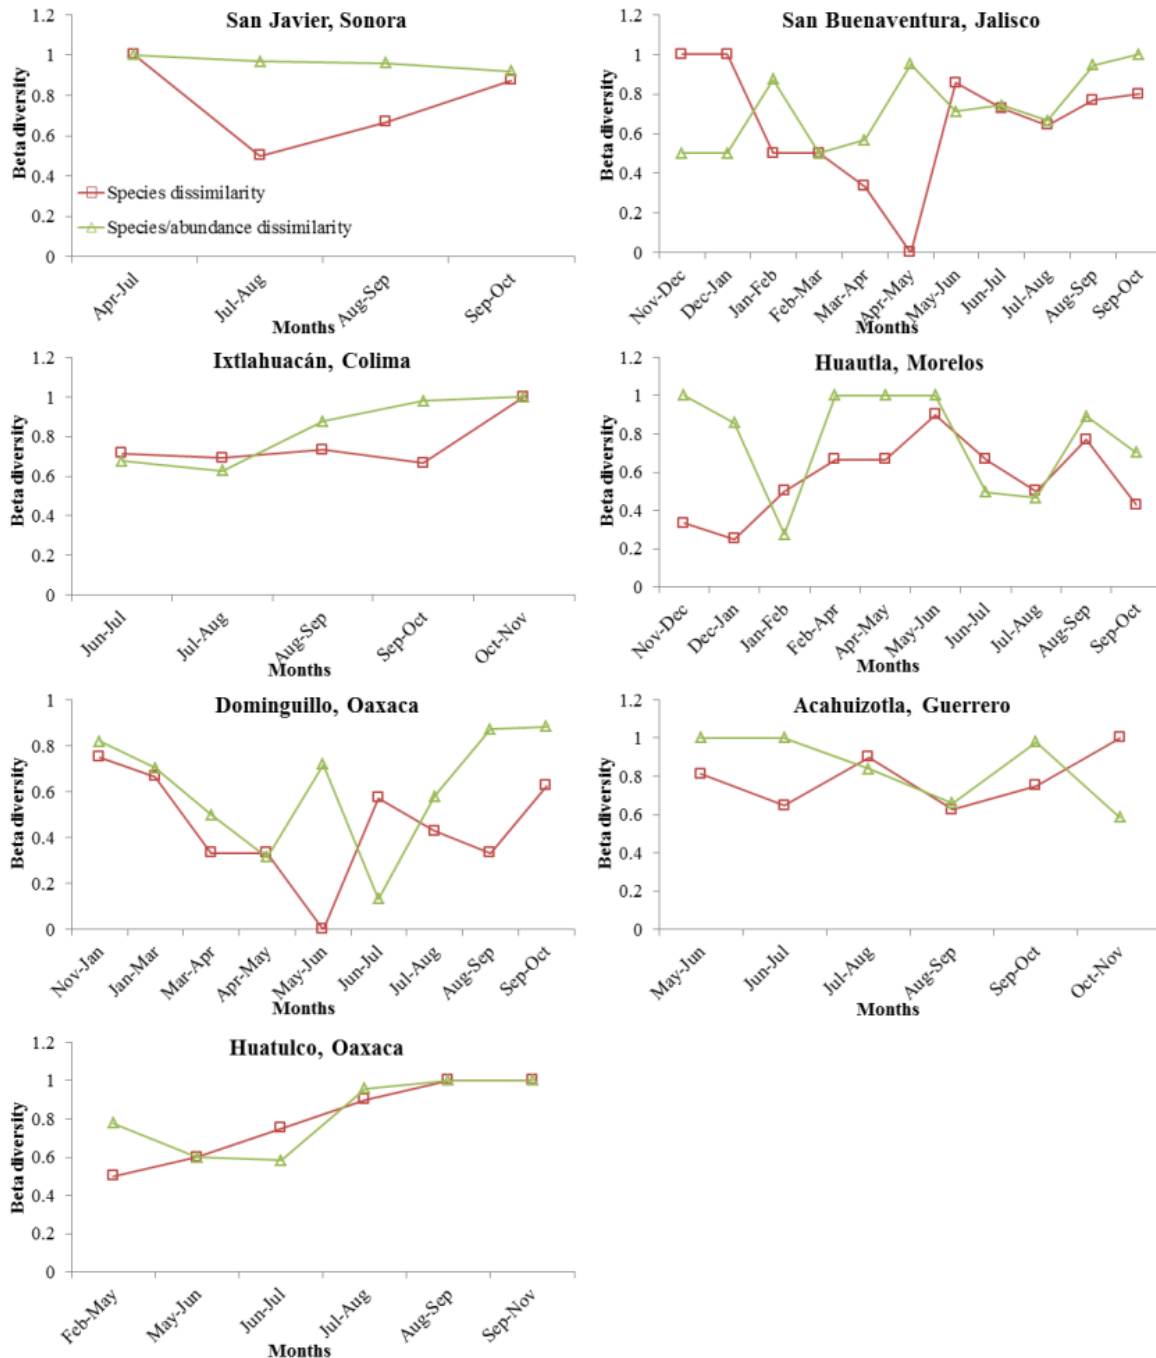 San Javier, Sonora
1.2
1
0.8
0.6
0.4
0.2
0
Beta diversity
Species dissimilarity
Species/abundance dissimilarity
Apr-Jul
Jul-Aug
Aug-Sep
Sep-Oct
Months
San Buenaventura, Jalisco
1.2
1
0.8
0.6
0.4
0.2
0
Beta diversity
Nov-Dec
Dec-Jan
Jan-Feb
Feb-Mar
Mar-Apr
Apr-May
May-Jun
Jun-Jul
Jul-Aug
Aug-Sep
Sep-Oct
Months
Ixtlahuacán, Colima
1.2
1
0.8
0.6
0.4
0.2
0
Beta diversity
Jun-Jul
Jul-Aug
Aug-Sep
Sep-Oct
Oct-Nov
Months
Huautla, Morelos
1.2
1
0.8
0.6
0.4
0.2
0
Beta diversity
Nov-Dec
Dec-Jan
Jan-Feb
Feb-Apr
Apr-May
May-Jun
Jun-Jul
Jul-Aug
Aug-Sep
Sep-Oct
Months
Dominguillo, Oaxaca
1
0.8
0.6
0.4
0.2
0
Beta diversity
Nov-Jan
Jan-Mar
Mar-Apr
Apr-May
May-Jun
Jun-Jul
Jul-Aug
Aug-Sep
Sep-Oct
Months
Acahuizotla, Guerrero
1.2
1
0.8
0.6
0.4
0.2
0
Beta diversity
May-Jun
Jun-Jul
Jul-Aug
Aug-Sep
Sep-Oct
Oct-Nov
Months
Huatulco, Oaxaca
1.2
1
0.8
0.6
0.4
0.2
0
Beta diversity
Feb-May
May-Jun
Jun-Jul
Jul-Aug
Aug-Sep
Sep-Nov
Months